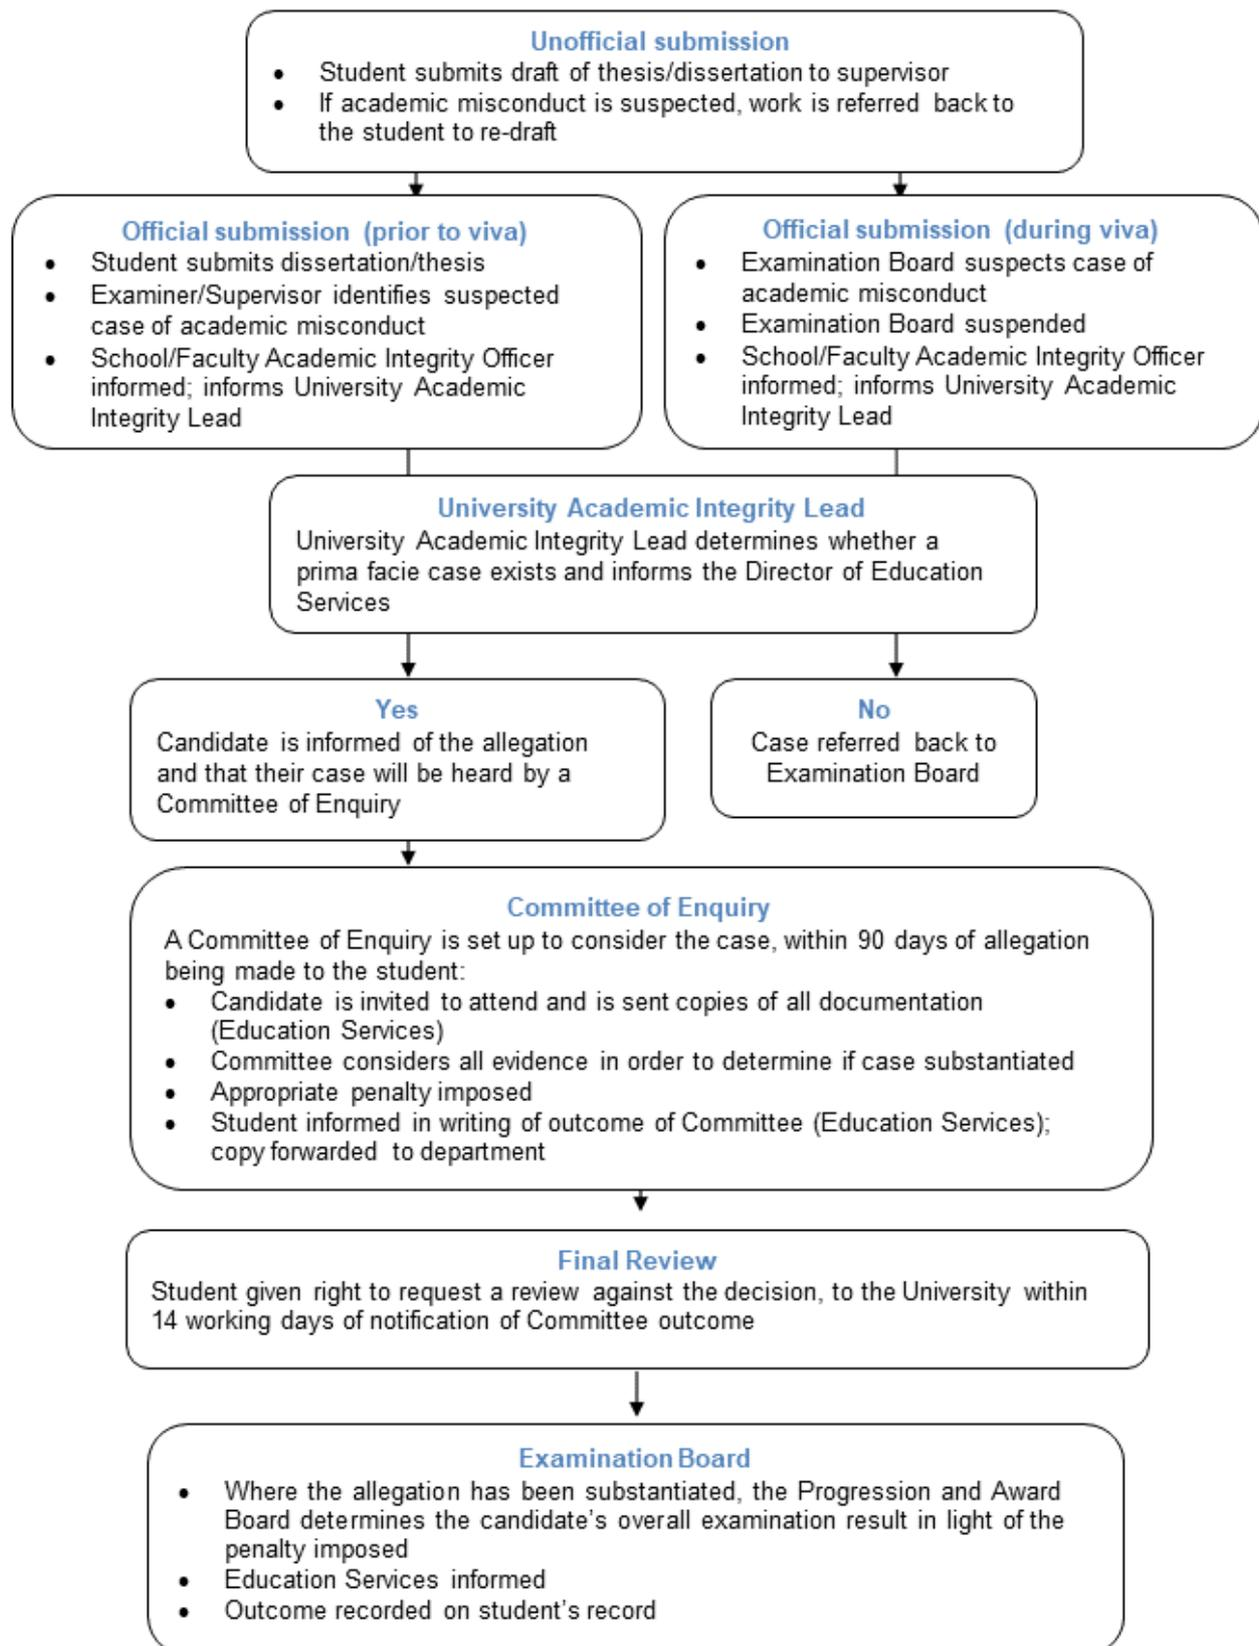 Unofficial submission
• Student submits draft of thesis/dissertation to supervisor
• If academic misconduct is suspected, work is referred back to
the student to re-draft
Official submission (prior to viva)
• Student submits dissertation/thesis
• Examiner/Supervisor identifies suspected
case of academic misconduct
• School/Faculty Academic Integrity Officer
informed; informs University Academic
Integrity Lead
Official submission (during viva)
• Examination Board suspects case of
academic misconduct
• Examination Board suspended
• School/Faculty Academic Integrity Officer
informed; informs University Academic
Integrity Lead
University Academic Integrity Lead
University Academic Integrity Lead determines whether a
prima facie case exists and informs the Director of Education
Services
Yes
Candidate is informed of the allegation
and that their case will be heard by a
Committee of Enquiry
No
Case referred back to
Examination Board
Committee of Enquiry
A Committee of Enquiry is set up to consider the case, within 90 days of allegation
being made to the student:
• Candidate is invited to attend and is sent copies of all documentation
(Education Services)
• Committee considers all evidence in order to determine if case substantiated
• Appropriate penalty imposed
• Student informed in writing of outcome of Committee (Education Services);
copy forwarded to department
Final Review
Student given right to request a review against the decision, to the University within
14 working days of notification of Committee outcome
Examination Board
• Where the allegation has been substantiated, the Progression and Award
Board determines the candidate's overall examination result in light of the
penalty imposed
• Education Services informed
• Outcome recorded on student's record